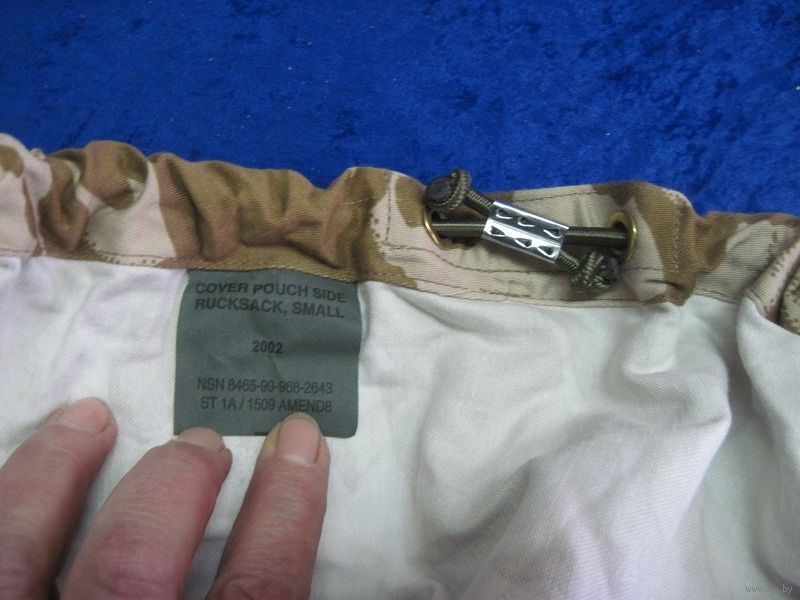 COVER POUCH SIDE
RUCKSACK, SMALL
2002
NSN 8465-99-968-2643
ST 1A / 1509 AMEND8